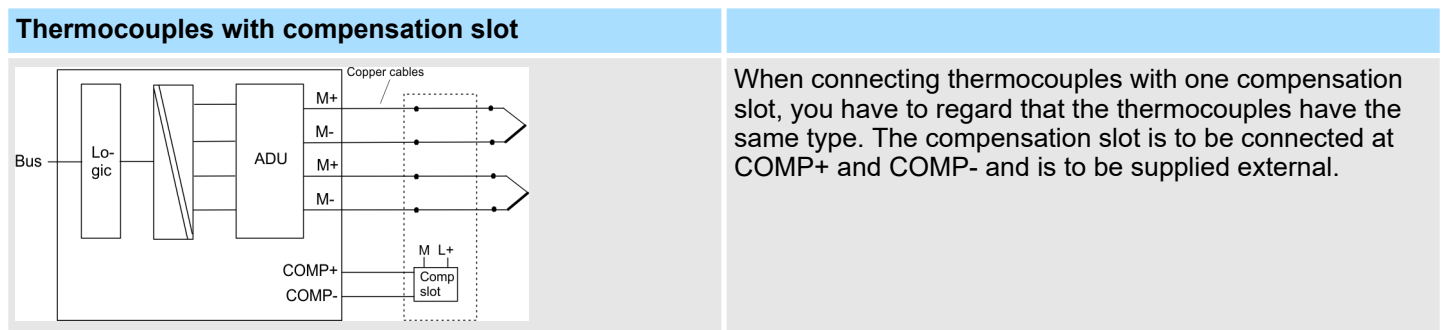 Thermocouples with compensation slot
Copper cables
M+
M-
M+
M-
Bus
Lo-
gic
ADU
M L+
COMP+
COMP-
Comp
slot
When connecting thermocouples with one compensation
slot, you have to regard that the thermocouples have the
same type. The compensation slot is to be connected at
COMP+ and COMP- and is to be supplied external.